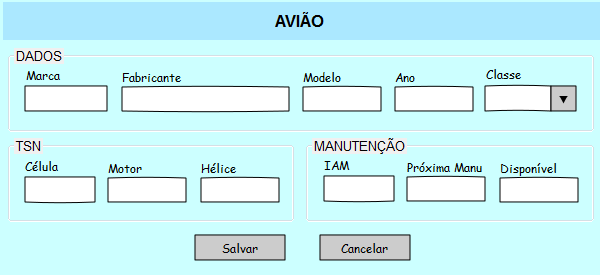 AVIÃO
DADOS
Marca Fabricante Modelo Ano Classe
TSN MANUTENÇÃO
Célula Motor Hélice IAM Próxima Manu Disponível
Salvar Cancelar